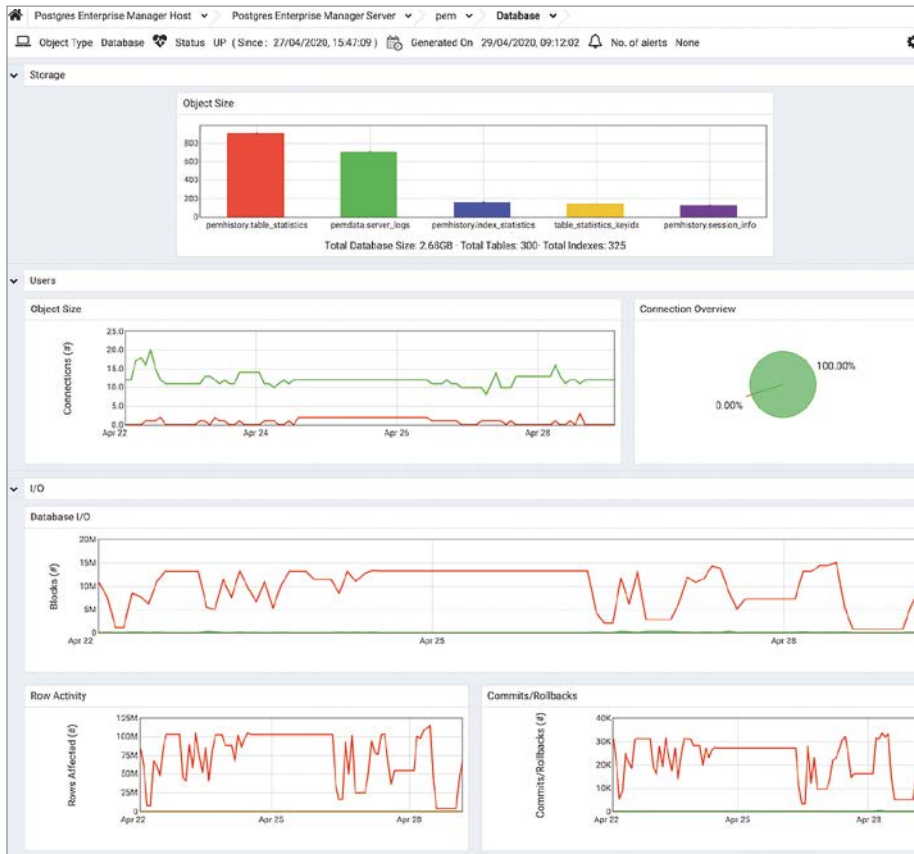 Postgres Enterprise Manager Host Postgres Enterprise Manager Server pem Database
Object Type Database Status UP (Since: 27/04/2020, 15:47:09) Generated On 29/04/2020, 09:12:02 No. of alerts None
Storage
Object Size
800
600
400
200
0
pemhistory.table_statistics pemdata.server_logs pemhistory.index_statistics table_statistics_keyidx pemhistory.session_info
Total Database Size: 2.68GB · Total Tables: 300· Total Indexes: 325
Users
Object Size
Connections (#)
25.0
20.0
15.0
10.0
5.0
0.0
Apr 22 Apr 24 Apr 26 Apr 28
Connection Overview
100.00%
0.00%
I/O
Database I/O
Blocks (#)
20M
15M
10M
5M
0
Apr 22 Apr 25 Apr 28
Row Activity
Rows Affected (#)
125M
100M
75M
50M
25M
0
Apr 22 Apr 25 Apr 28
Commits/Rollbacks
Commits/Rollbacks (#)
40K
30K
20K
10K
0
Apr 22 Apr 25 Apr 28